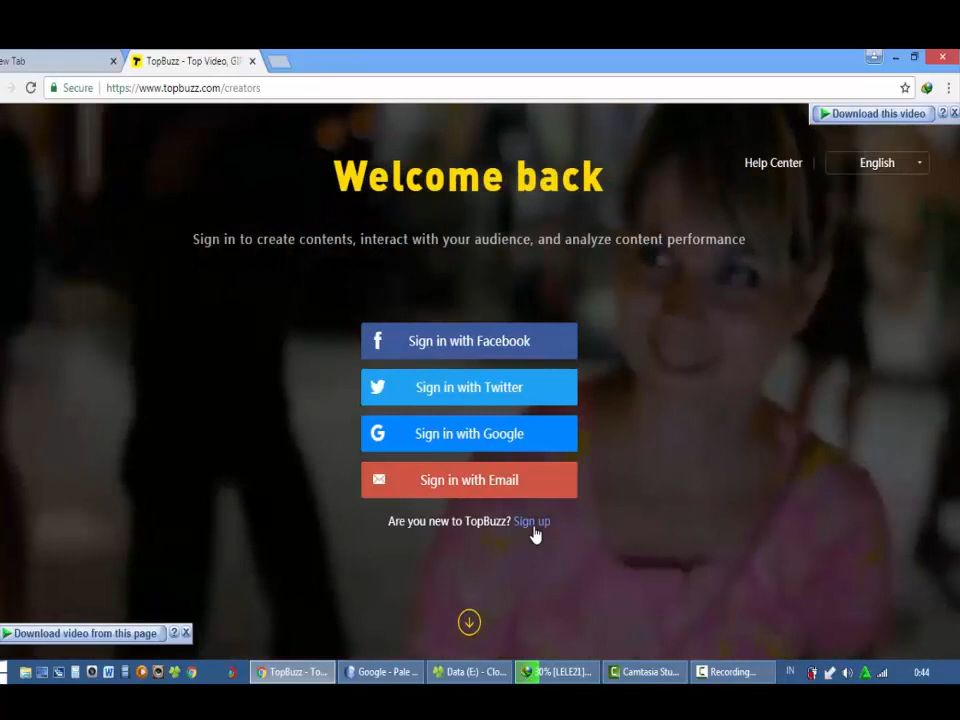 ew Tab
TopBuzz - Top Video, GI
Secure
https://www.topbuzz.com/creators
Download this video
?
X
Help Center
English
Welcome back
Sign in to create contents, interact with your audience, and analyze content performance
Sign in with Facebook
Sign in with Twitter
Sign in with Google
Sign in with Email
Are you new to TopBuzz? Sign up
Download video from this page
?
X
TopBuzz - To...
Google - Pale ...
Data (E:) - Clo...
30% [LELE21]...
Camtasia Stu...
Recording...
IN
0:44